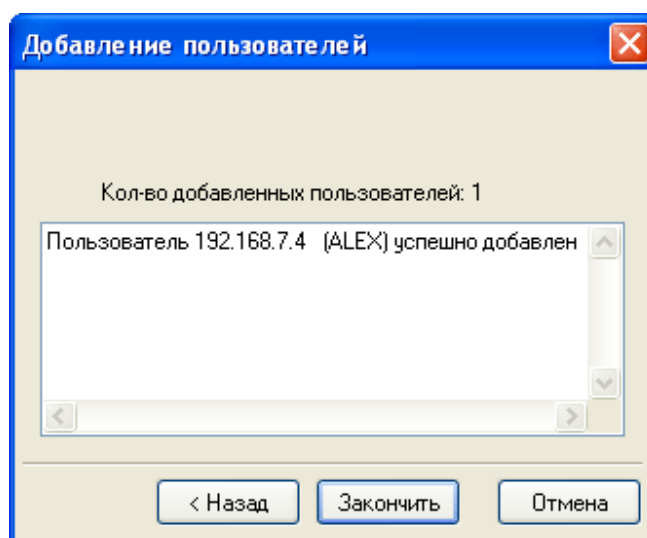 Добавление пользователей
Кол-во добавленных пользователей: 1
Пользователь 192.168.7.4 (ALEX) успешно добавлен
< Назад
Закончить
Отмена